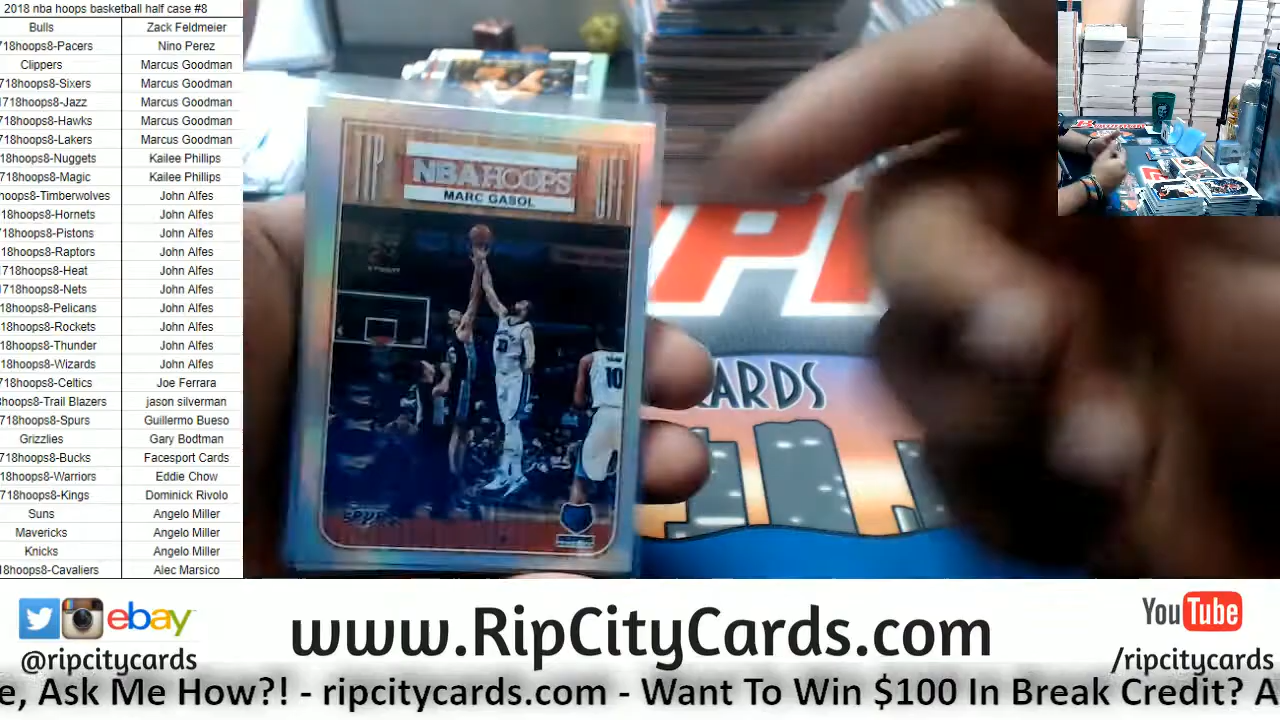 2018 nba hoops basketball half case #8
Bulls Zack Feldmeier
718hoops8-Pacers Nino Perez
Clippers Marcus Goodman
718hoops8-Sixers Marcus Goodman
1718hoops8-Jazz Marcus Goodman
718hoops8-Hawks Marcus Goodman
718hoops8-Lakers Marcus Goodman
18hoops8-Nuggets Kailee Phillips
718hoops8-Magic Kailee Phillips
hoops8-Timberwolves John Alfes
18hoops8-Hornets John Alfes
18hoops8-Pistons John Alfes
18hoops8-Raptors John Alfes
1718hoops8-Heat John Alfes
1718hoops8-Nets John Alfes
18hoops8-Pelicans John Alfes
18hoops8-Rockets John Alfes
18hoops8-Thunder John Alfes
18hoops8-Wizards John Alfes
718hoops8-Celtics Joe Ferrara
hoops8-Trail Blazers jason silverman
718hoops8-Spurs Guillermo Bueso
Grizzlies Gary Bodtman
718hoops8-Bucks Facesport Cards
18hoops8-Warriors Eddie Chow
718hoops8-Kings Dominick Rivolo
Suns Angelo Miller
Mavericks Angelo Miller
Knicks Angelo Miller
18hoops8-Cavaliers Alec Marsico
TIP NBA HOOPS OFF
MARC GASOL
10
CARDS
ebay
@ripcitycards
www.RipCityCards.com
YouTube
/ripcitycards
e, Ask Me How?! - ripcitycards.com - Want To Win $100 In Break Credit? A